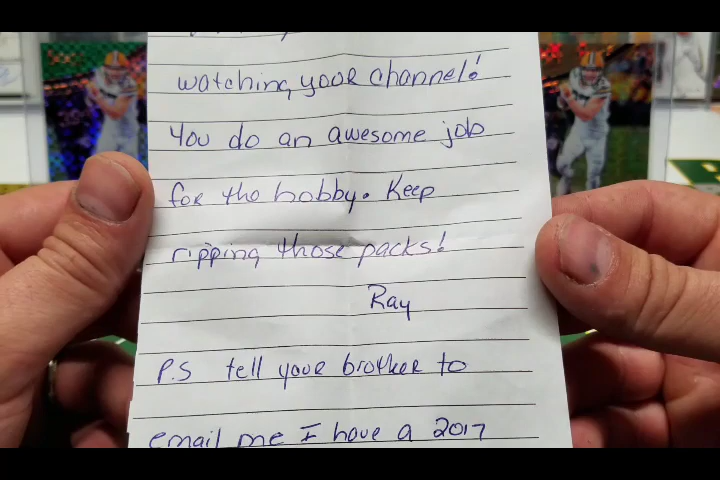 watching your channel!
You do an awesome job
for the hobby. Keep
ripping those packs!
Ray
P.S tell your brother to
email me I have a 2017